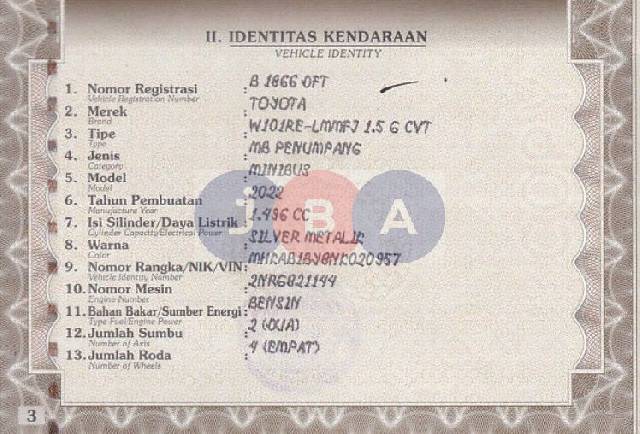 II. IDENTITAS KENDARAAN
VEHICLE IDENTITY
1. Nomor Registrasi : B 1866 OFT
Vehicle Registration Number
2. Merek : TOYOTA
Brand
3. Tipe : W101RE-LMMFJ 1.5 G CVT
Type
4. Jenis : MB PENUMPANG
Category
5. Model : MINIBUS
Model
6. Tahun Pembuatan : 2022
Manufacture Year
7. Isi Silinder/Daya Listrik : 1.496 CC
Cylinder Capacity/Electrical Power
8. Warna : SILVER METALIK
Color
9. Nomor Rangka/NIK/VIN :
Vehicle Identity Number
10. Nomor Mesin : 2NRG821144
Engine Number
11. Bahan Bakar/Sumber Energi : BENSIN
Type Fuel/Engine Power
12. Jumlah Sumbu : 2 (DUA)
Number of Axis
13. Jumlah Roda : 4 (EMPAT)
Number of Wheels
jBA
3